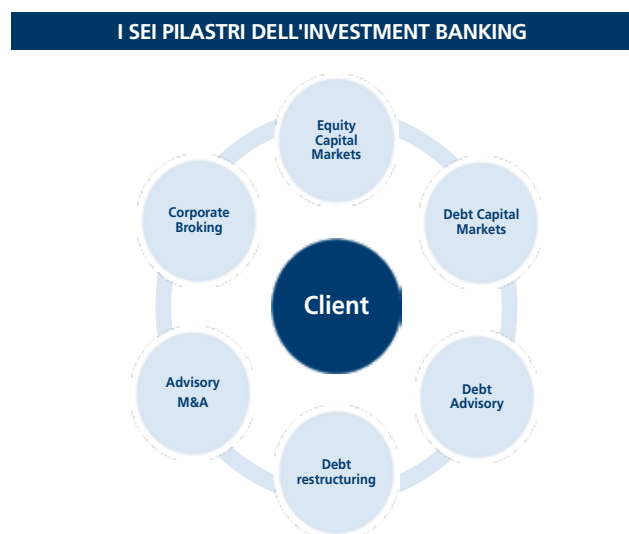 I SEI PILASTRI DELL'INVESTMENT BANKING
Equity
Capital
Markets
Debt Capital
Markets
Debt
Advisory
Debt
restructuring
Advisory
M&A
Corporate
Broking
Client